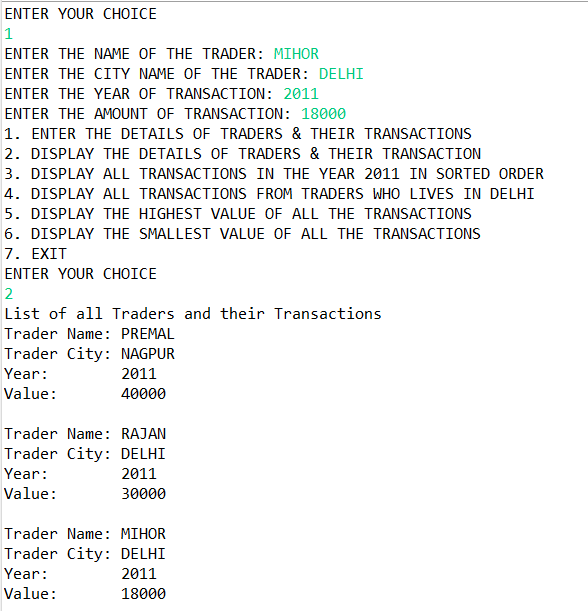 ENTER YOUR CHOICE
1
ENTER THE NAME OF THE TRADER: MIHOR
ENTER THE CITY NAME OF THE TRADER: DELHI
ENTER THE YEAR OF TRANSACTION: 2011
ENTER THE AMOUNT OF TRANSACTION: 18000
1. ENTER THE DETAILS OF TRADERS & THEIR TRANSACTIONS
2. DISPLAY THE DETAILS OF TRADERS & THEIR TRANSACTION
3. DISPLAY ALL TRANSACTIONS IN THE YEAR 2011 IN SORTED ORDER
4. DISPLAY ALL TRANSACTIONS FROM TRADERS WHO LIVES IN DELHI
5. DISPLAY THE HIGHEST VALUE OF ALL THE TRANSACTIONS
6. DISPLAY THE SMALLEST VALUE OF ALL THE TRANSACTIONS
7. EXIT
ENTER YOUR CHOICE
2
List of all Traders and their Transactions
Trader Name: PREMAL
Trader City: NAGPUR
Year: 2011
Value: 40000
Trader Name: RAJAN
Trader City: DELHI
Year: 2011
Value: 30000
Trader Name: MIHOR
Trader City: DELHI
Year: 2011
Value: 18000